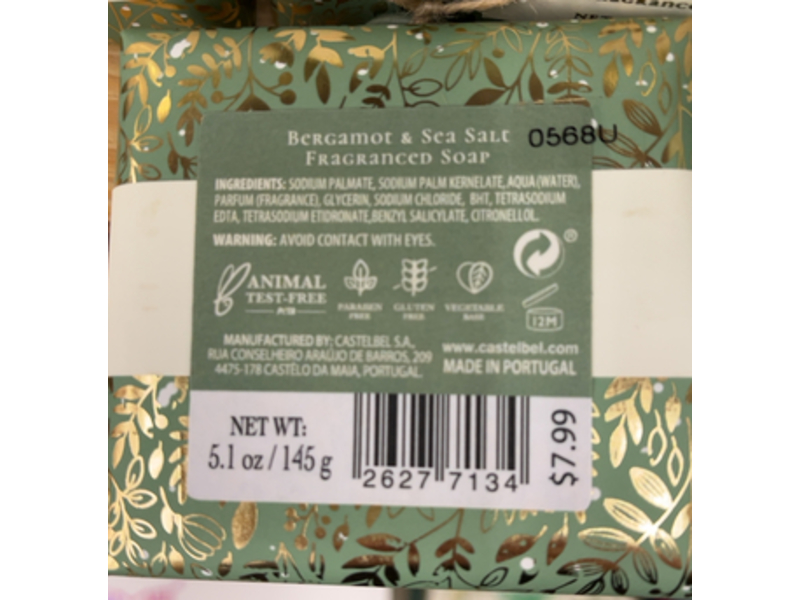 BERGAMOT & SEA SALT 0568U
FRAGRANCED SOAP
INGREDIENTS: SODIUM PALMATE, SODIUM PALM KERNELATE, AQUA (WATER),
PARFUM (FRAGRANCE), GLYCERIN, SODIUM CHLORIDE, BHT, TETRASODIUM
EDTA, TETRASODIUM ETIDRONATE,BENZYL SALICYLATE, CITRONELLOL.
WARNING: AVOID CONTACT WITH EYES.
®
ANIMAL
TEST-FREE
PARABEN
FREE
GLUTEN
FREE
VEGETABLE
BASE
12M
MANUFACTURED BY: CASTELBEL S.A.,
RUA CONSELHEIRO ARAÚJO DE BARROS, 209
4475-178 CASTÊLO DA MAIA, PORTUGAL.
www.castelbel.com
MADE IN PORTUGAL
NET WT:
5.1 oz / 145 g
2627 7134
$7.99